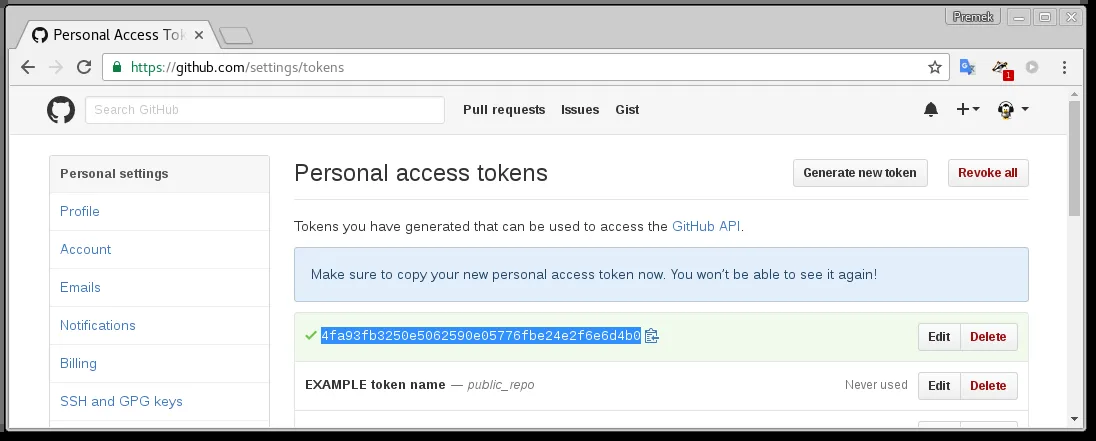 Premek
Personal Access Tok
https://github.com/settings/tokens
1
Search GitHub
Pull requests Issues Gist
Personal settings
Profile
Account
Emails
Notifications
Billing
SSH and GPG keys
Personal access tokens
Generate new token
Revoke all
Tokens you have generated that can be used to access the GitHub API.
Make sure to copy your new personal access token now. You won't be able to see it again!
4fa93fb3250e5062590e05776fbe24e2f6e6d4b0
Edit Delete
EXAMPLE token name — public_repo
Never used
Edit Delete